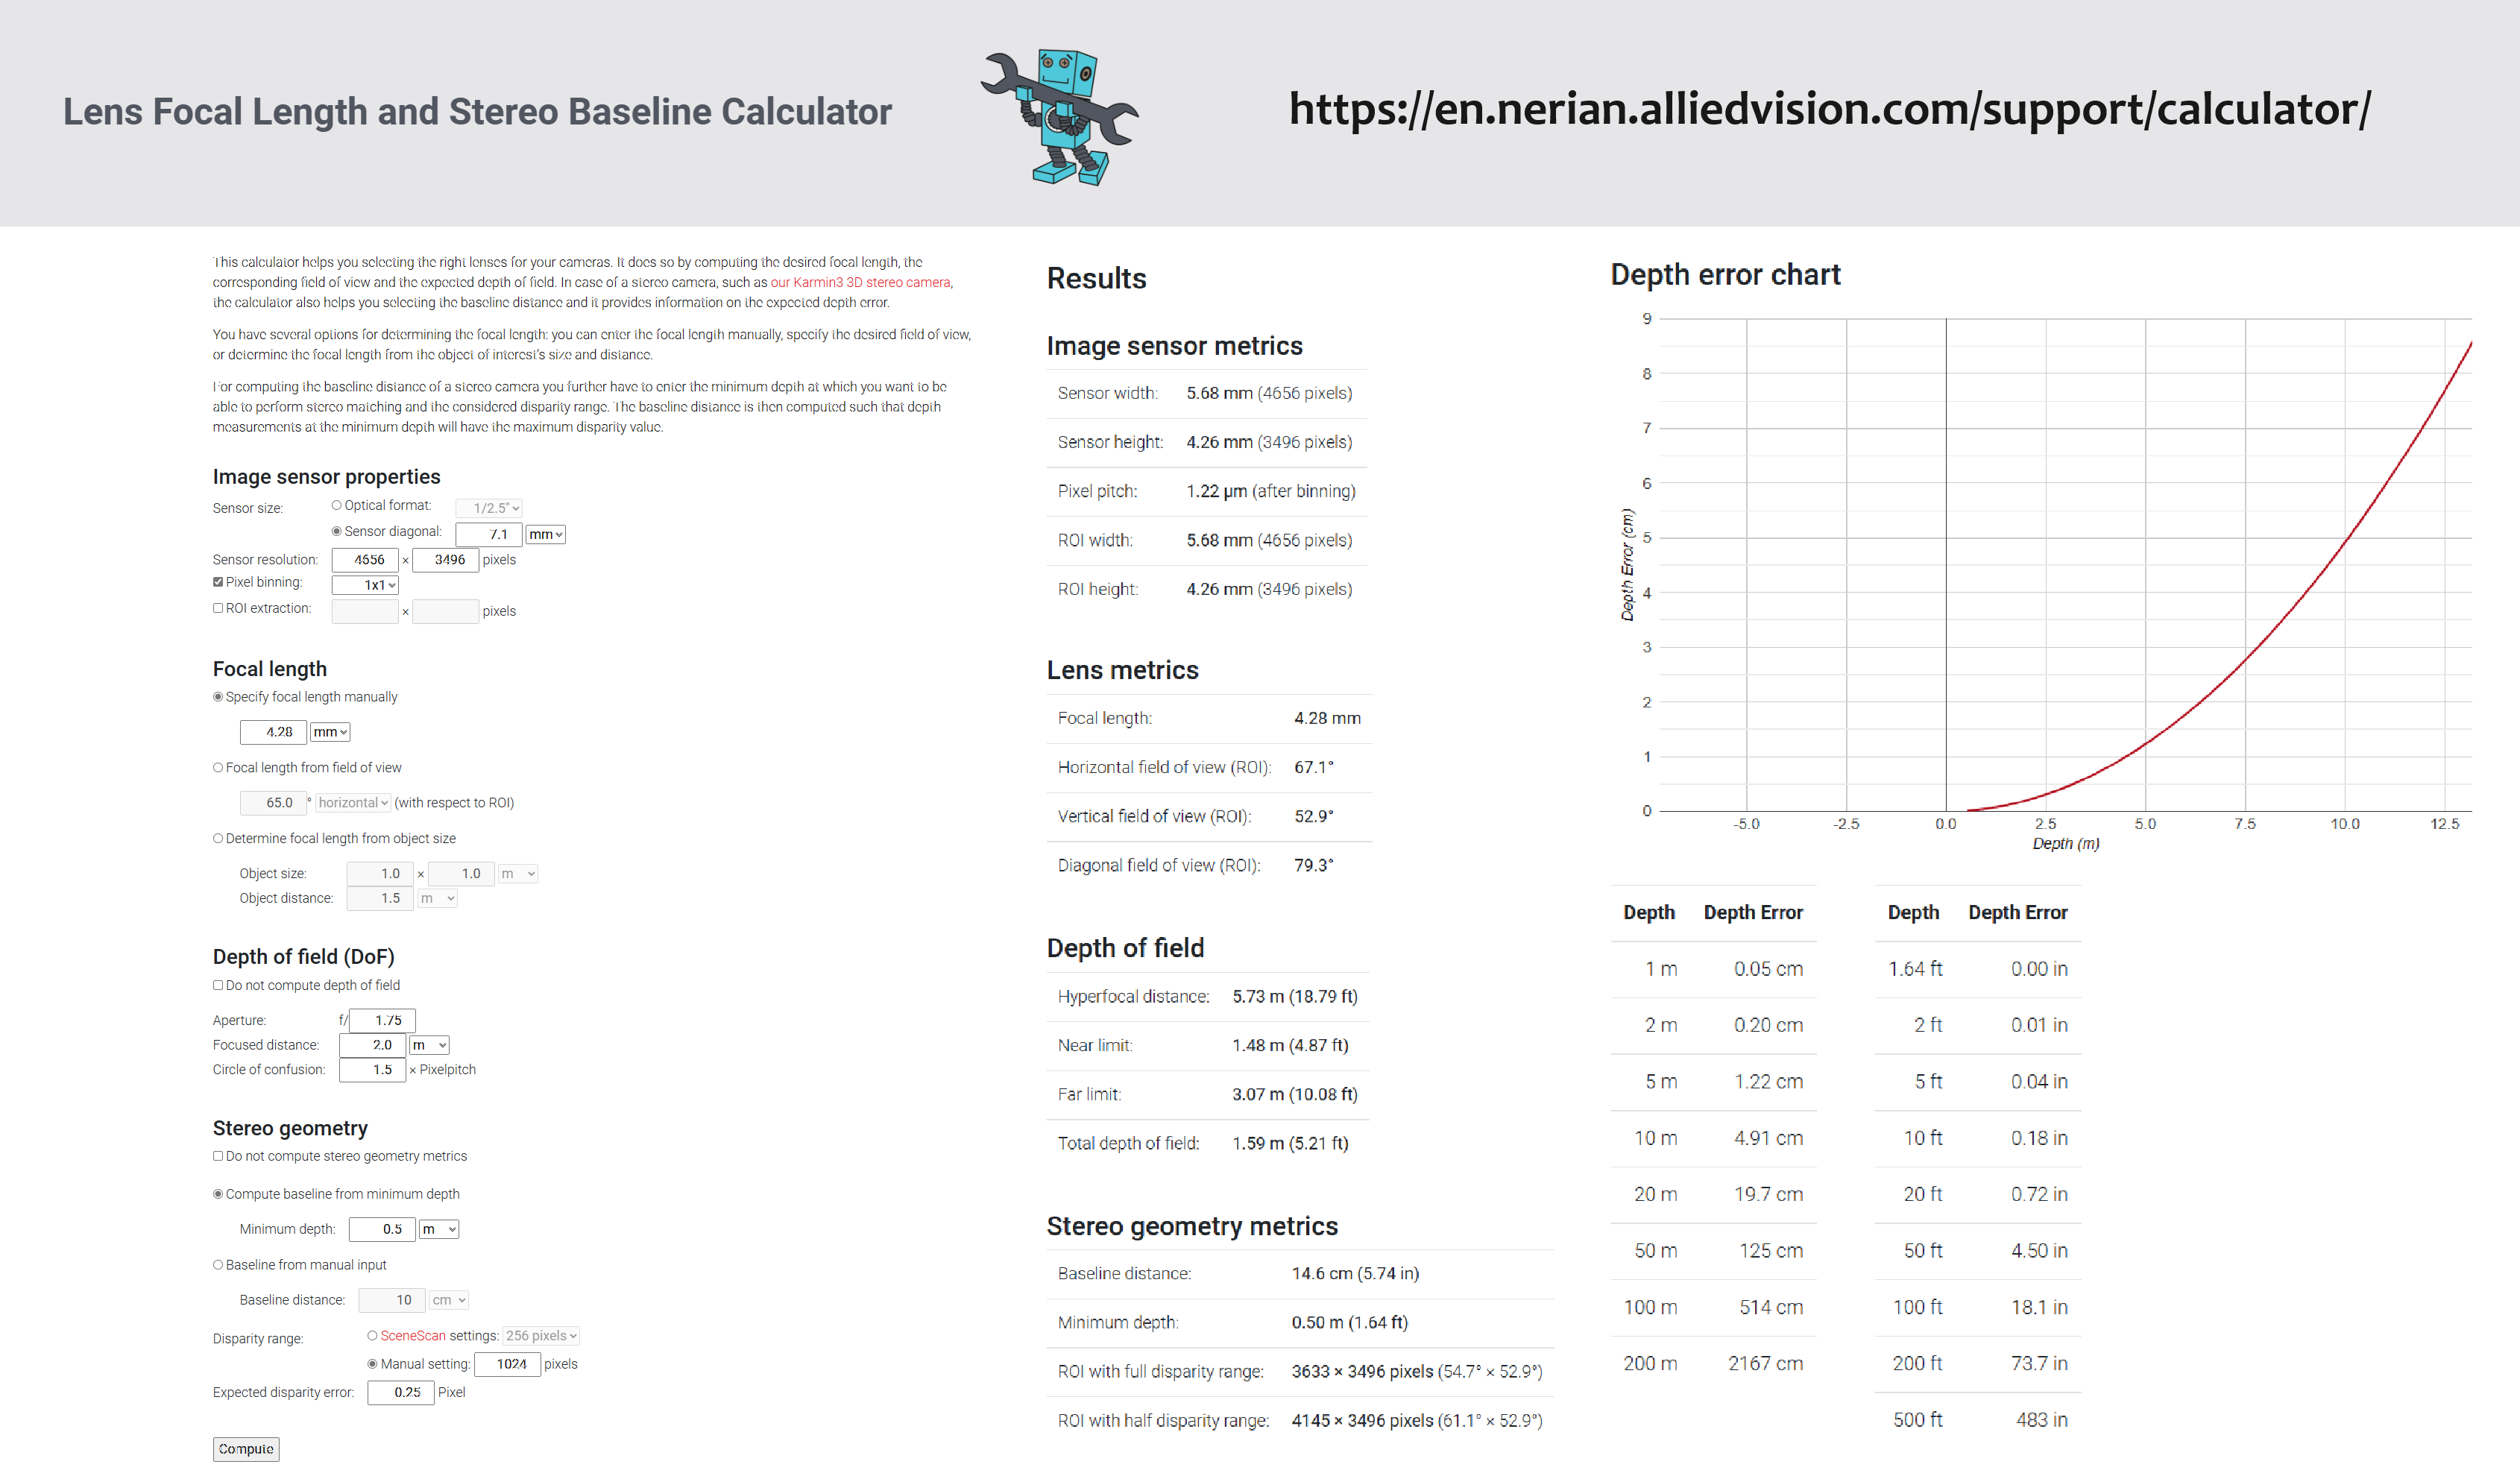 Lens Focal Length and Stereo Baseline Calculator
https://en.nerian.alliedvision.com/support/calculator/
This calculator helps you selecting the right lenses for your cameras. It does so by computing the desired focal length, the
corresponding field of view and the expected depth of field. In case of a stereo camera, such as our Karmin3 3D stereo camera,
the calculator also helps you selecting the baseline distance and it provides information on the expected depth error.
You have several options for determining the focal length: you can enter the focal length manually, specify the desired field of view,
or determine the focal length from the object of interest's size and distance.
For computing the baseline distance of a stereo camera you further have to enter the minimum depth at which you want to be
able to perform stereo matching and the considered disparity range. The baseline distance is then computed such that depth
measurements at the minimum depth will have the maximum disparity value.
Image sensor properties
Sensor size: Optical format: 1/2.5"
Sensor diagonal: 7.1 mm
Sensor resolution: 4656 × 3496 pixels
Pixel binning: 1x1
ROI extraction: × pixels
Focal length
Specify focal length manually
4.28 mm
Focal length from field of view
65.0 ° horizontal (with respect to ROI)
Determine focal length from object size
Object size: 1.0 × 1.0 m
Object distance: 1.5 m
Depth of field (DoF)
Do not compute depth of field
Aperture: f/ 1.75
Focused distance: 2.0 m
Circle of confusion: 1.5 × Pixelpitch
Stereo geometry
Do not compute stereo geometry metrics
Compute baseline from minimum depth
Minimum depth: 0.5 m
Baseline from manual input
Baseline distance: 10 cm
Disparity range: SceneScan settings: 256 pixels
Manual setting: 1024 pixels
Expected disparity error: 0.25 Pixel
Compute
Results
Image sensor metrics
Sensor width: 5.68 mm (4656 pixels)
Sensor height: 4.26 mm (3496 pixels)
Pixel pitch: 1.22 µm (after binning)
ROI width: 5.68 mm (4656 pixels)
ROI height: 4.26 mm (3496 pixels)
Lens metrics
Focal length: 4.28 mm
Horizontal field of view (ROI): 67.1°
Vertical field of view (ROI): 52.9°
Diagonal field of view (ROI): 79.3°
Depth of field
Hyperfocal distance: 5.73 m (18.79 ft)
Near limit: 1.48 m (4.87 ft)
Far limit: 3.07 m (10.08 ft)
Total depth of field: 1.59 m (5.21 ft)
Stereo geometry metrics
Baseline distance: 14.6 cm (5.74 in)
Minimum depth: 0.50 m (1.64 ft)
ROI with full disparity range: 3633 × 3496 pixels (54.7° × 52.9°)
ROI with half disparity range: 4145 × 3496 pixels (61.1° × 52.9°)
Depth error chart
9
8
7
6
5
4
3
2
1
0
Depth Error (cm)
-5.0 -2.5 0.0 2.5 5.0 7.5 10.0 12.5
Depth (m)
Depth Depth Error
1 m 0.05 cm
2 m 0.20 cm
5 m 1.22 cm
10 m 4.91 cm
20 m 19.7 cm
50 m 125 cm
100 m 514 cm
200 m 2167 cm
Depth Depth Error
1.64 ft 0.00 in
2 ft 0.01 in
5 ft 0.04 in
10 ft 0.18 in
20 ft 0.72 in
50 ft 4.50 in
100 ft 18.1 in
200 ft 73.7 in
500 ft 483 in